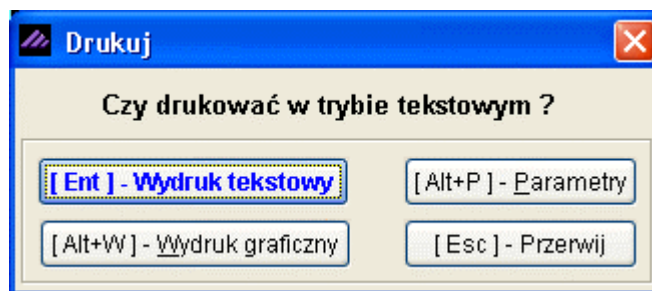 Drukuj
Czy drukować w trybie tekstowym ?
[ Ent ] - Wydruk tekstowy
[ Alt+P ] - Parametry
[ Alt+W ] - Wydruk graficzny
[ Esc ] - Przerwij